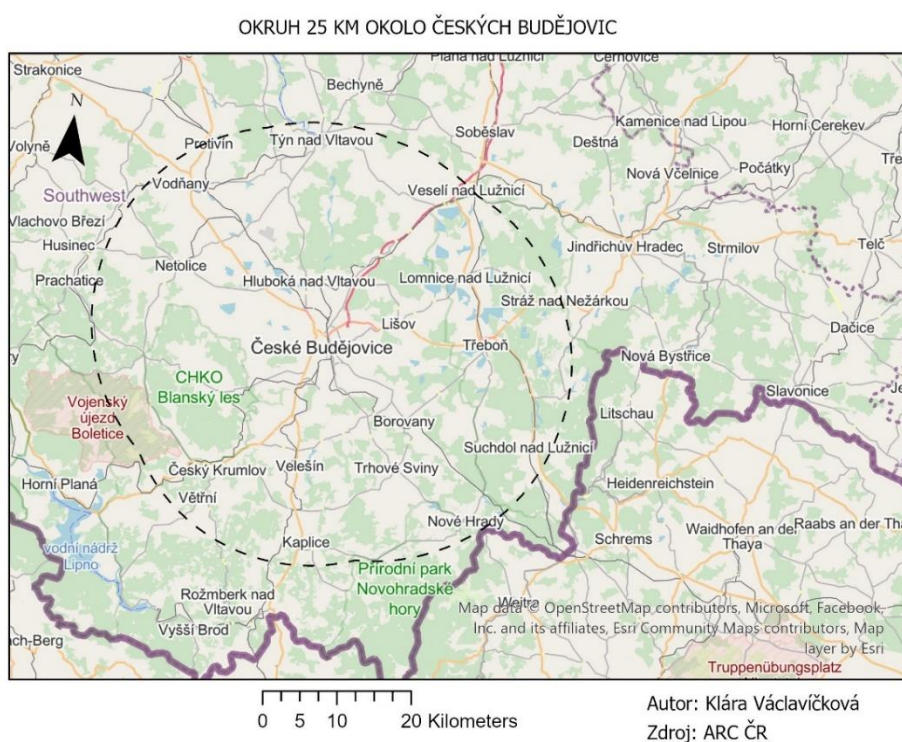 OKRUH 25 KM OKOLO ČESKÝCH BUDĚJOVIC
Strakonice
Bechyně
Planá nad Lužnicí
Černovice
N
Volyně
Protivín
Týn nad Vltavou
Soběslav
Deštná
Kamenice nad Lipou
Horní Cerekev
Počátky
Southwest
Vodňany
Veselí nad Lužnicí
Nová Včelnice
Vlachovo Březí
Husinec
Netolice
Jindřichův Hradec
Strmilov
Telč
Prachatice
Hluboká nad Vltavou
Lomnice nad Lužnicí
Stráž nad Nežárkou
Lišov
Dačice
České Budějovice
Třeboň
Nová Bystřice
CHKO
Blanský les
Slavonice
Vojenský
újezd
Boletice
Borovany
Litschau
Suchdol nad Lužnicí
Český Krumlov
Velešín
Trhové Sviny
Horní Planá
Větřní
Heidenreichstein
Nové Hrady
Waidhofen an der
Thaya
Raabs an der Tha
Kaplice
Schrems
vodní nádrž
Lipno
Přírodní park
Novohradské
hory
Rožmberk nad
Vltavou
Weitra
Vyšší Brod
ach-Berg
Map data © OpenStreetMap contributors, Microsoft, Facebook,
Inc. and its affiliates, Esri Community Maps contributors, Map
layer by Esri
Truppenübungsplatz
0 5 10 20 Kilometers
Autor: Klára Václavíčková
Zdroj: ARC ČR